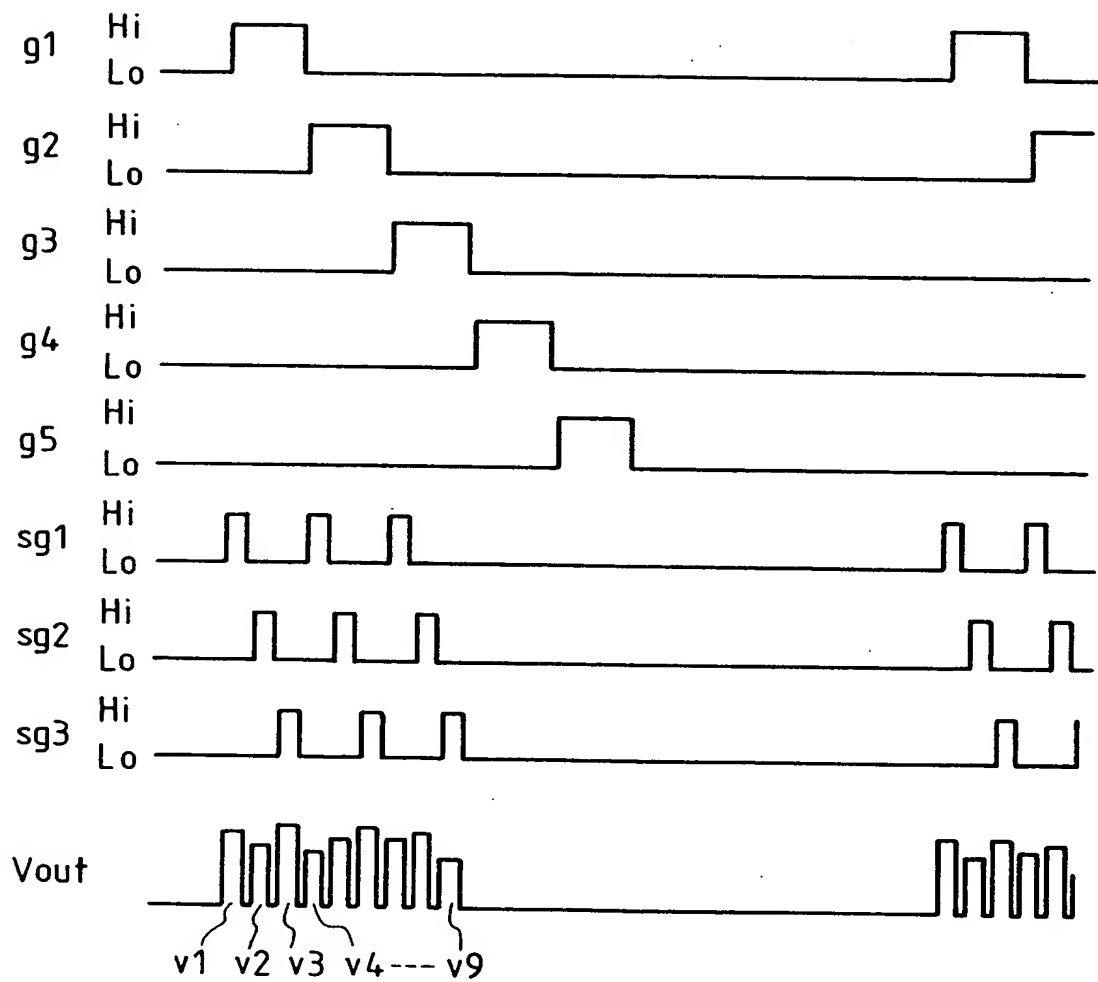 g1 Hi
Lo
g2 Hi
Lo
g3 Hi
Lo
g4 Hi
Lo
g5 Hi
Lo
sg1 Hi
Lo
sg2 Hi
Lo
sg3 Hi
Lo
Vout
v1 v2 v3 v4---- v9